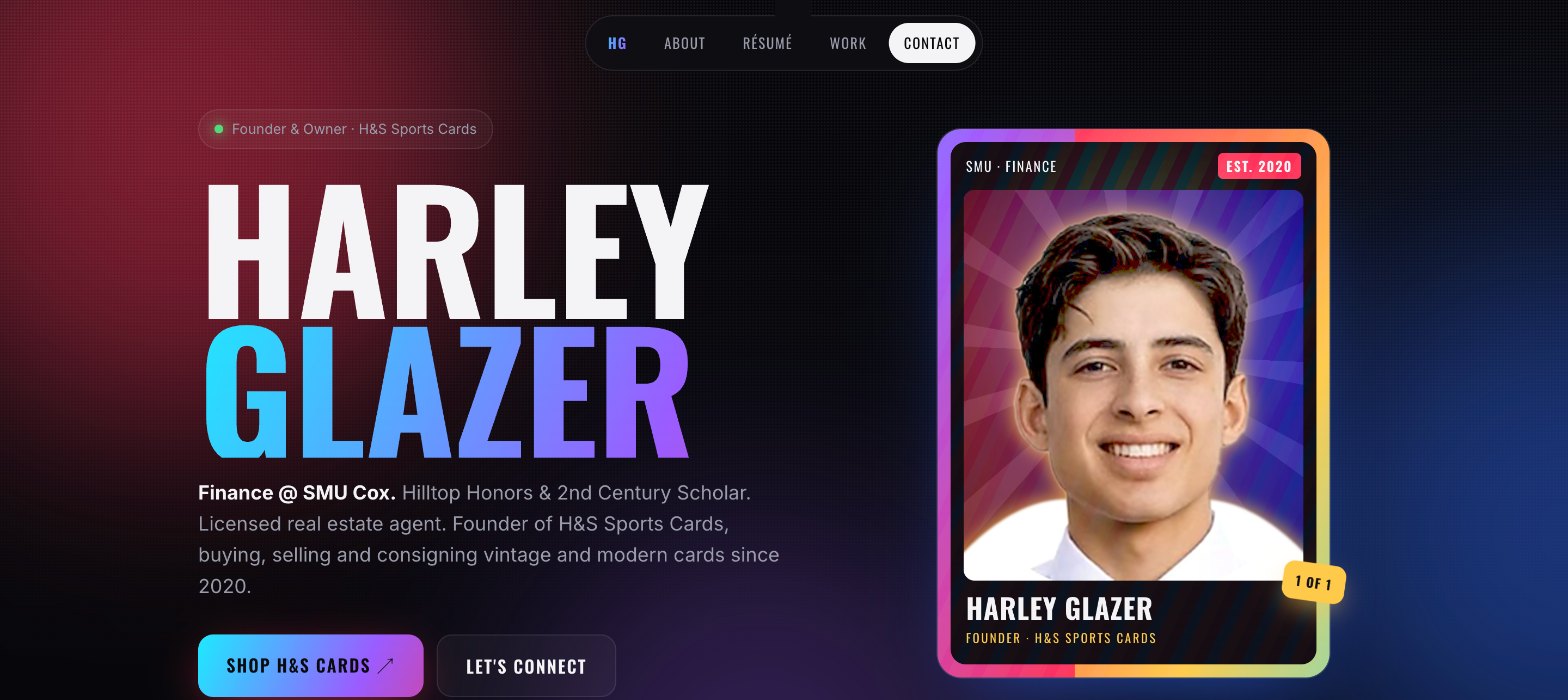 HG ABOUT RÉSUMÉ WORK CONTACT
Founder & Owner · H&S Sports Cards
HARLEY
GLAZER
Finance @ SMU Cox. Hilltop Honors & 2nd Century Scholar.
Licensed real estate agent. Founder of H&S Sports Cards,
buying, selling and consigning vintage and modern cards since
2020.
SHOP H&S CARDS ↗ LET'S CONNECT
SMU · FINANCE EST. 2020
1 OF 1
HARLEY GLAZER
FOUNDER · H&S SPORTS CARDS